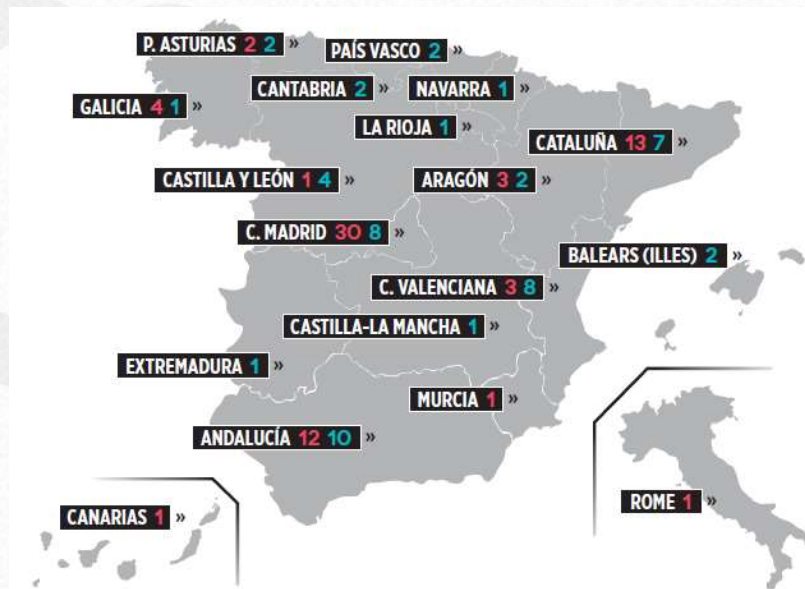 P. ASTURIAS 2 2 »
PAÍS VASCO 2 »
CANTABRIA 2 »
NAVARRA 1 »
GALICIA 4 1 »
LA RIOJA 1 »
CATALUÑA 13 7 »
CASTILLA Y LEÓN 1 4 »
ARAGÓN 3 2 »
C. MADRID 30 8 »
BALEARS (ILLES) 2 »
C. VALENCIANA 3 8 »
CASTILLA-LA MANCHA 1 »
EXTREMADURA 1 »
MURCIA 1 »
ANDALUCÍA 12 10 »
CANARIAS 1 »
ROME 1 »